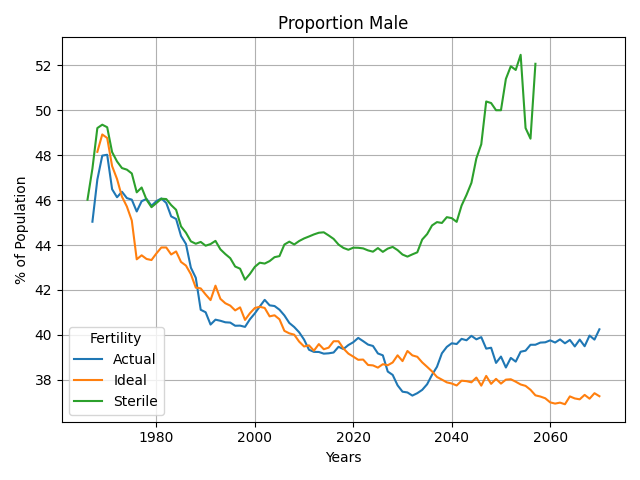 Proportion Male
% of Population
52
50
48
46
44
42
40
38
Fertility
Actual
Ideal
Sterile
1980
2000
2020
2040
2060
Years